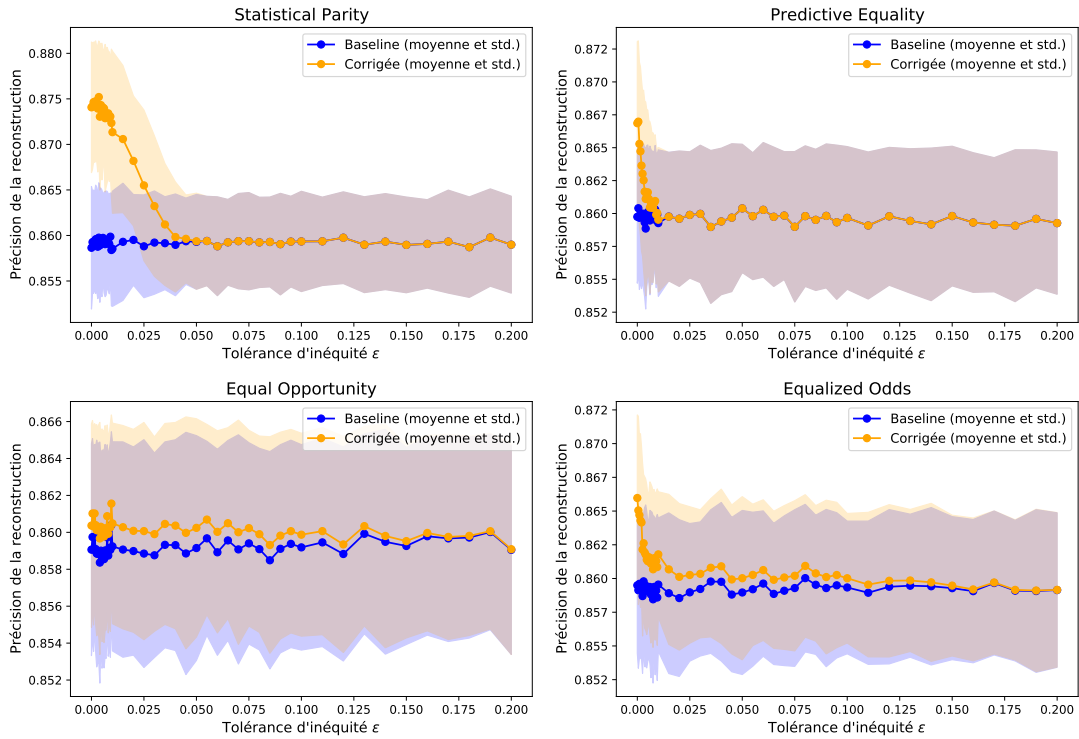 Statistical Parity
Précision de la reconstruction
0.880
0.875
0.870
0.865
0.860
0.855
Baseline (moyenne et std.)
Corrigée (moyenne et std.)
0.000 0.025 0.050 0.075 0.100 0.125 0.150 0.175 0.200
Tolérance d'inéquité ε
Predictive Equality
Précision de la reconstruction
0.872
0.870
0.867
0.865
0.862
0.860
0.857
0.855
0.852
Baseline (moyenne et std.)
Corrigée (moyenne et std.)
0.000 0.025 0.050 0.075 0.100 0.125 0.150 0.175 0.200
Tolérance d'inéquité ε
Equal Opportunity
Précision de la reconstruction
0.866
0.864
0.862
0.860
0.858
0.856
0.854
0.852
Baseline (moyenne et std.)
Corrigée (moyenne et std.)
0.000 0.025 0.050 0.075 0.100 0.125 0.150 0.175 0.200
Tolérance d'inéquité ε
Equalized Odds
Précision de la reconstruction
0.872
0.870
0.867
0.865
0.862
0.860
0.857
0.855
0.852
Baseline (moyenne et std.)
Corrigée (moyenne et std.)
0.000 0.025 0.050 0.075 0.100 0.125 0.150 0.175 0.200
Tolérance d'inéquité ε